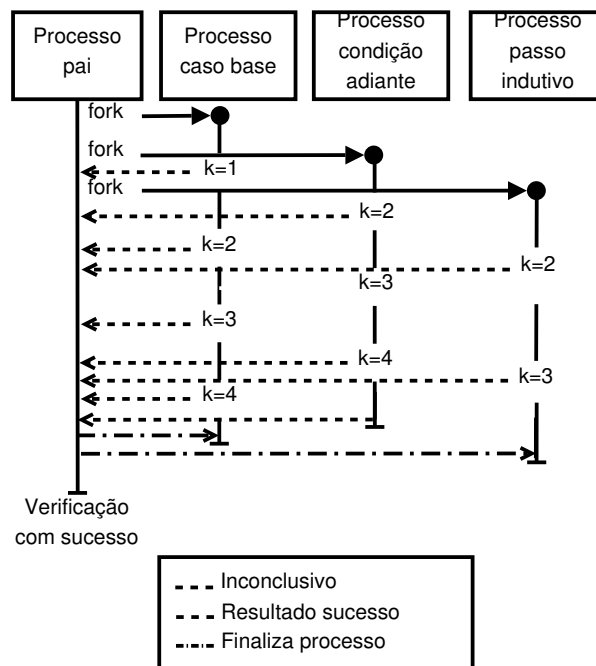 Processo
pai
Processo
caso base
Processo
condição
adiante
Processo
passo
indutivo
fork
fork
k=1
fork
k=2
k=2
k=2
k=3
k=3
k=4
k=3
k=4
Verificação
com sucesso
Inconclusivo
Resultado sucesso
Finaliza processo